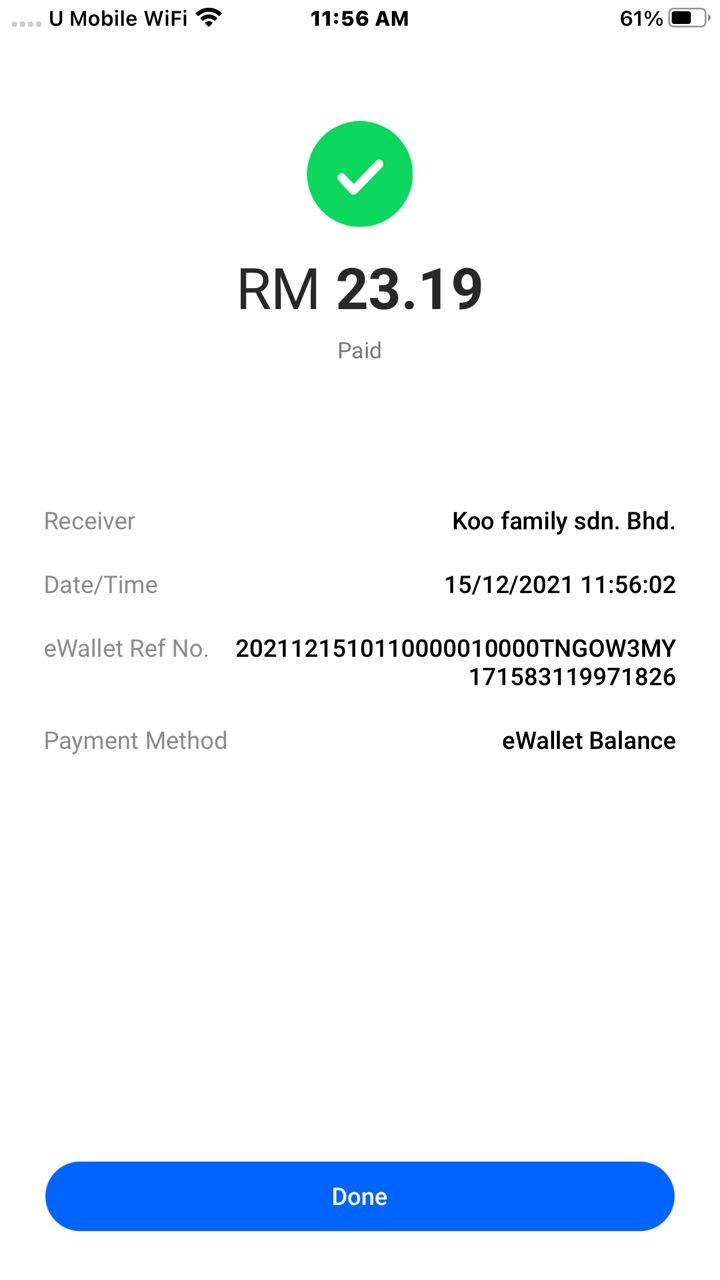 U Mobile WiFi 11:56 AM 61%
RM 23.19
Paid
Receiver Koo family sdn. Bhd.
Date/Time 15/12/2021 11:56:02
eWallet Ref No. 2021121510110000010000TNGOW3MY
171583119971826
Payment Method eWallet Balance
Done